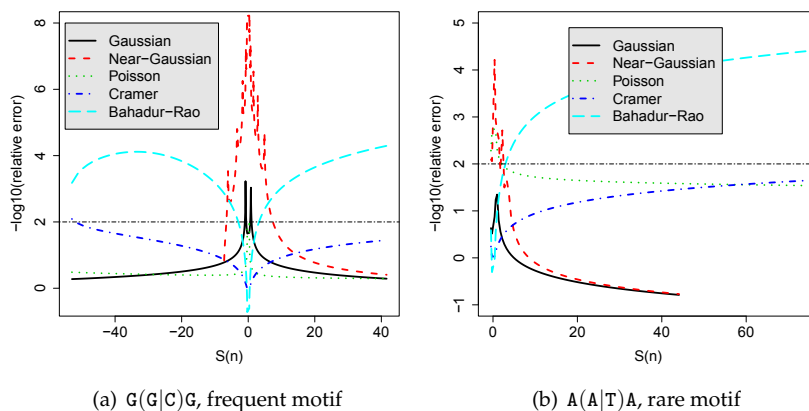 −log10(relative error)
8
6
4
2
0
Gaussian
Near−Gaussian
Poisson
Cramer
Bahadur−Rao
−40
−20
0
20
40
S(n)
(a) G(G|C)G, frequent motif
−log10(relative error)
5
4
3
2
1
0
−1
Gaussian
Near−Gaussian
Poisson
Cramer
Bahadur−Rao
0
20
40
60
S(n)
(b) A(A|T)A, rare motif